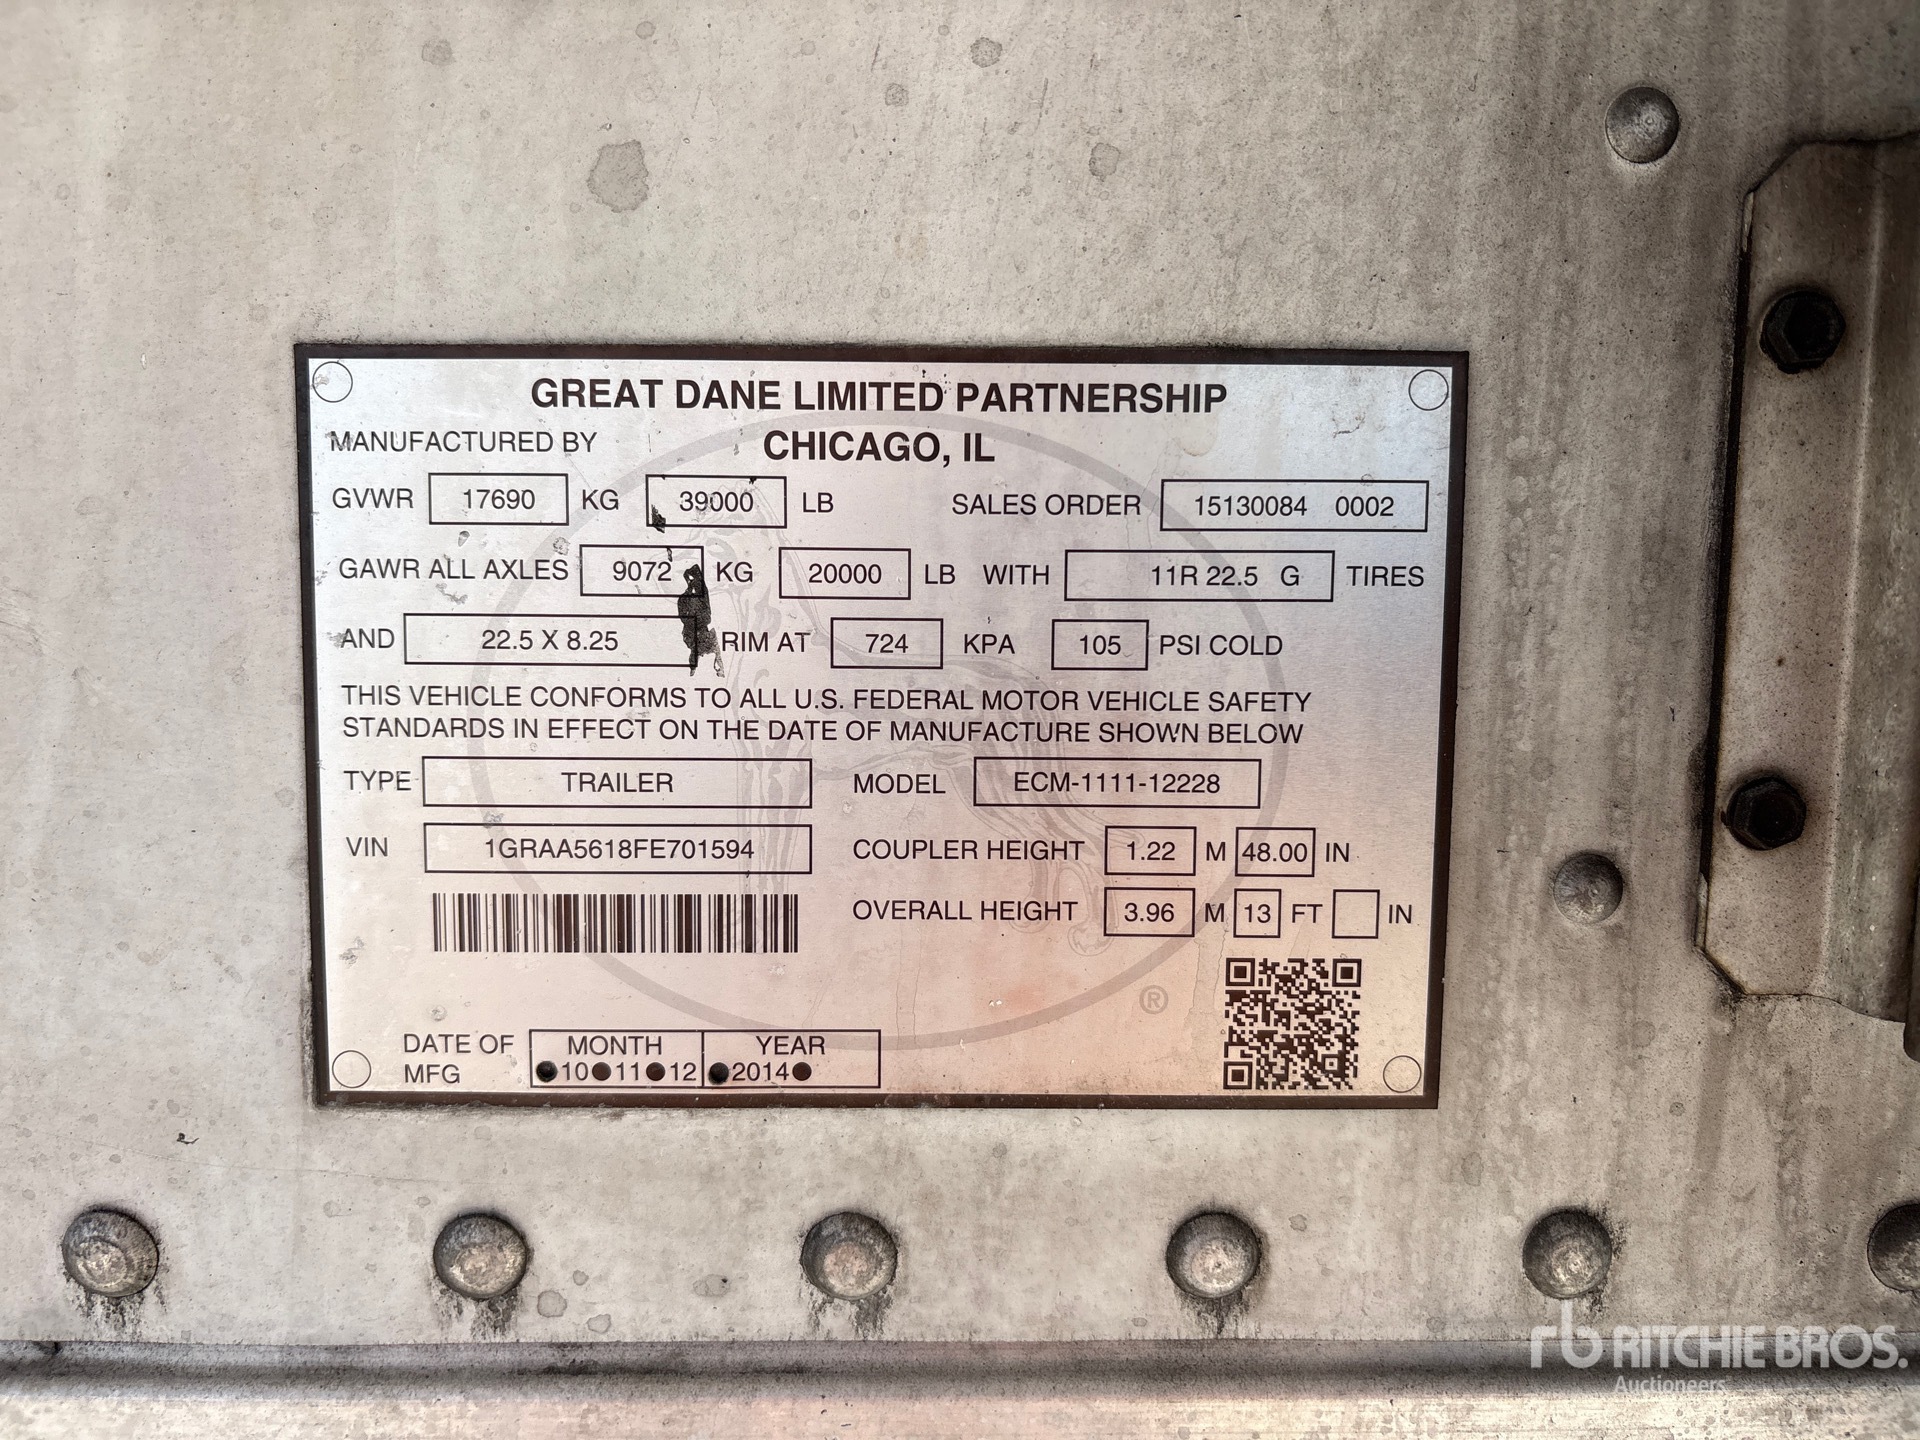 GREAT DANE LIMITED PARTNERSHIP
MANUFACTURED BY CHICAGO, IL
GVWR 17690 KG 39000 LB SALES ORDER 15130084 0002
GAWR ALL AXLES 9072 KG 20000 LB WITH 11R 22.5 G TIRES
AND 22.5 X 8.25 RIM AT 724 KPA 105 PSI COLD
THIS VEHICLE CONFORMS TO ALL U.S. FEDERAL MOTOR VEHICLE SAFETY
STANDARDS IN EFFECT ON THE DATE OF MANUFACTURE SHOWN BELOW
TYPE TRAILER MODEL ECM-1111-12228
VIN 1GRAA5618FE701594 COUPLER HEIGHT 1.22 M 48.00 IN
OVERALL HEIGHT 3.96 M 13 FT IN
®
DATE OF MONTH YEAR
MFG ●10●11●12 ●2014●
rb RITCHIE BROS.
Auctioneers